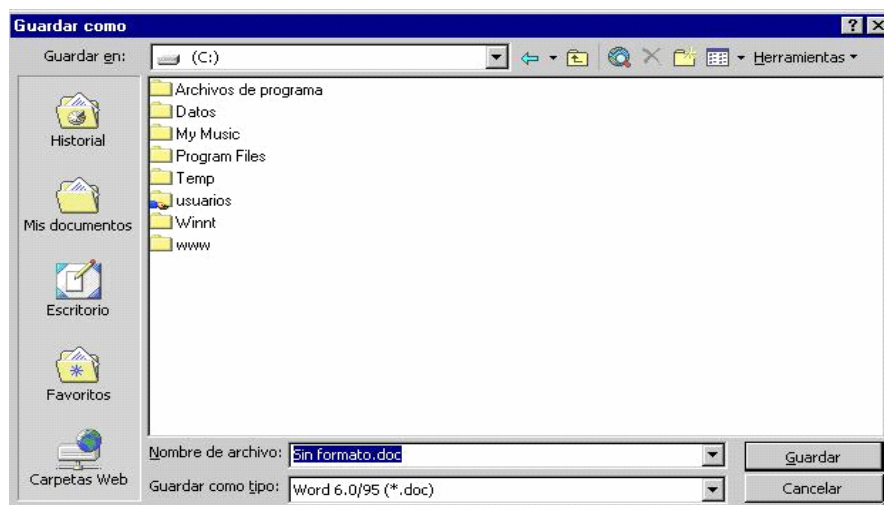 Guardar como
Guardar en:
(C:)
Herramientas
Historial
Mis documentos
Escritorio
Favoritos
Carpetas Web
Archivos de programa
Datos
My Music
Program Files
Temp
usuarios
Winnt
www
Nombre de archivo:
Sin formato.doc
Guardar
Guardar como tipo:
Word 6.0/95 (*.doc)
Cancelar